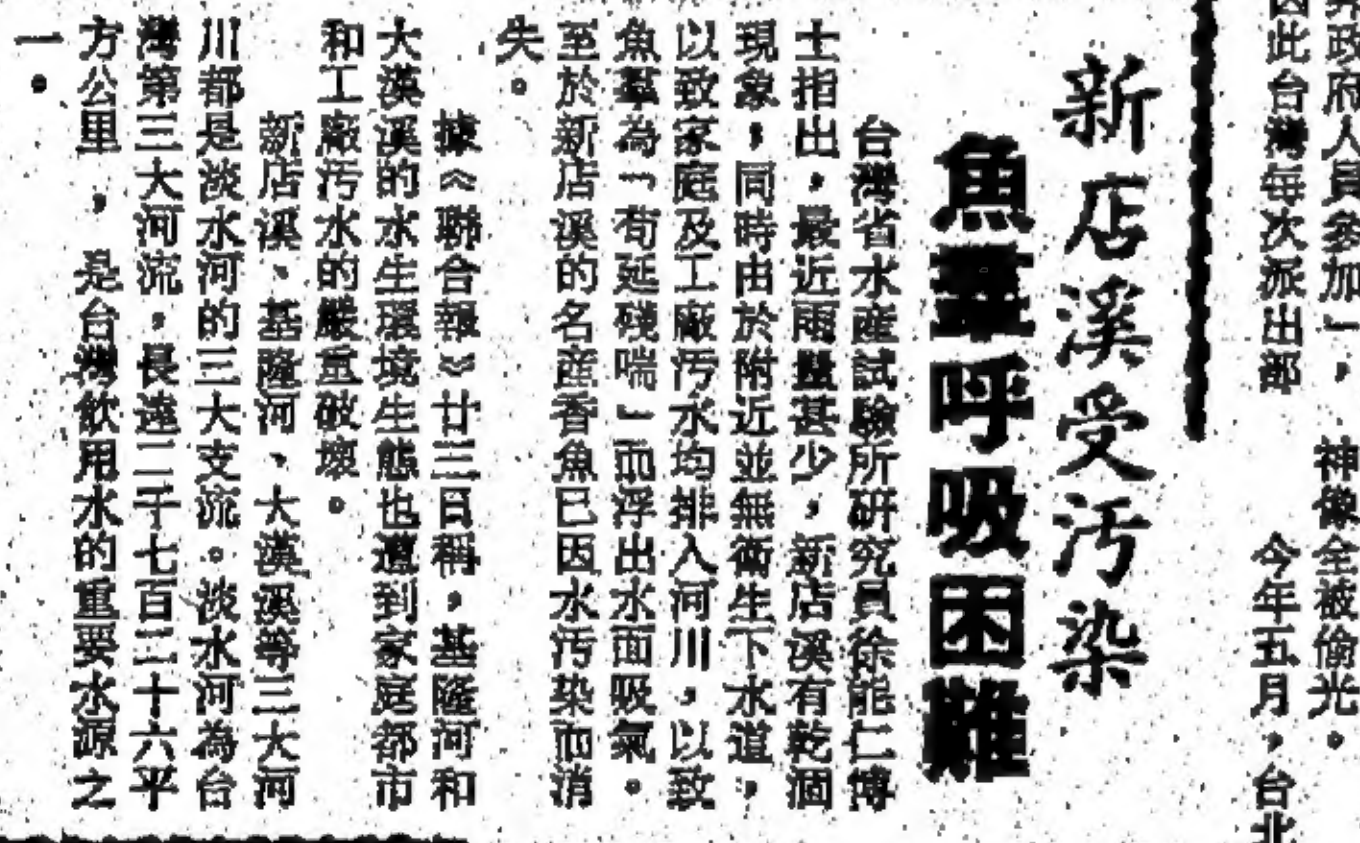 弈政府人員參加」，　神像全被偷光。
因此台灣每次派出部　今年五月，台北
新店溪受污染
魚羣呼吸困難
台灣省水產試驗所研究員徐能仁博
士指出，最近雨量甚少，新店溪有乾涸
現象，同時由於附近並無衛生下水道，
以致家庭及工廠污水均排入河川，以致
魚羣為「苟延殘喘」而浮出水面吸氣。
至於新店溪的名產香魚已因水污染而消
失。
據《聯合報》廿三日稱，基隆河和
大漢溪的水生環境生態也遭到家庭都市
和工廠污水的嚴重破壞。
新店溪、基隆河、大漢溪等三大河
川都是淡水河的三大支流。淡水河為台
灣第三大河流，長達二千七百二十六平
方公里，是台灣飲用水的重要水源之
一。